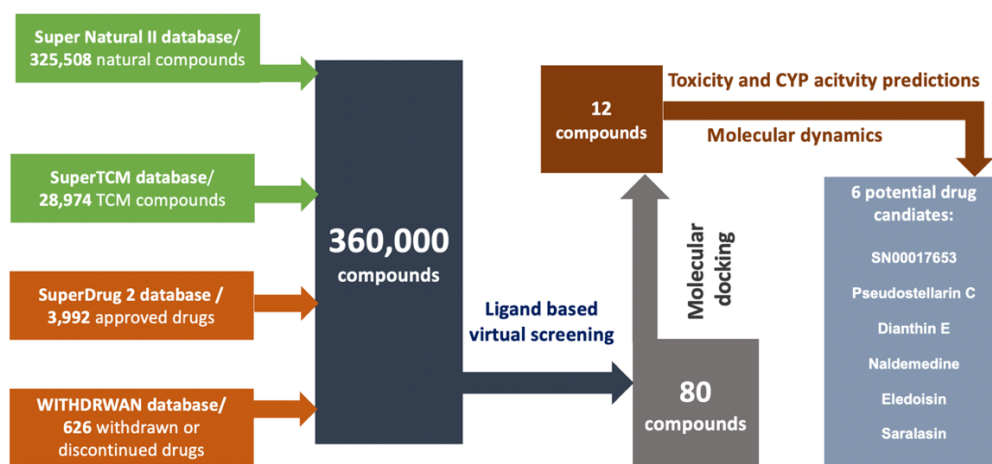 Super Natural II database/
325,508 natural compounds
SuperTCM database/
28,974 TCM compounds
SuperDrug 2 database /
3,992 approved drugs
WITHDRWAN database/
626 withdrawn or
discontinued drugs
360,000
compounds
Ligand based
virtual screening
80
compounds
Molecular
docking
12
compounds
Toxicity and CYP acitvity predictions
Molecular dynamics
6 potential drug
candiates:
SN00017653
Pseudostellarin C
Dianthin E
Naldemedine
Eledoisin
Saralasin